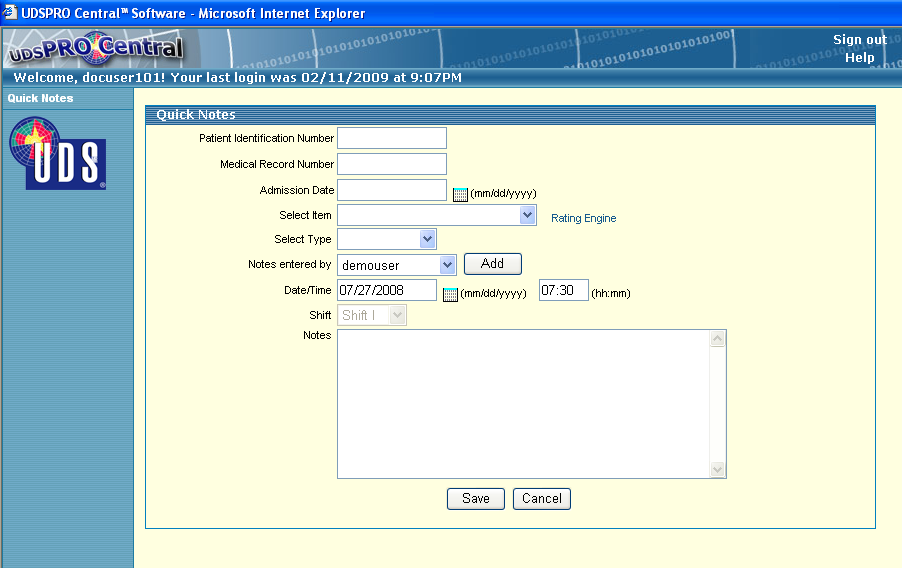 UDSPRO Central™ Software - Microsoft Internet Explorer
UDSPRO Central
Sign out
Help
Welcome, docuser101! Your last login was 02/11/2009 at 9:07PM
Quick Notes
UDS®
Quick Notes
Patient Identification Number
Medical Record Number
Admission Date (mm/dd/yyyy)
Select Item Rating Engine
Select Type
Notes entered by demouser Add
Date/Time 07/27/2008 (mm/dd/yyyy) 07:30 (hh:mm)
Shift Shift I
Notes
Save Cancel